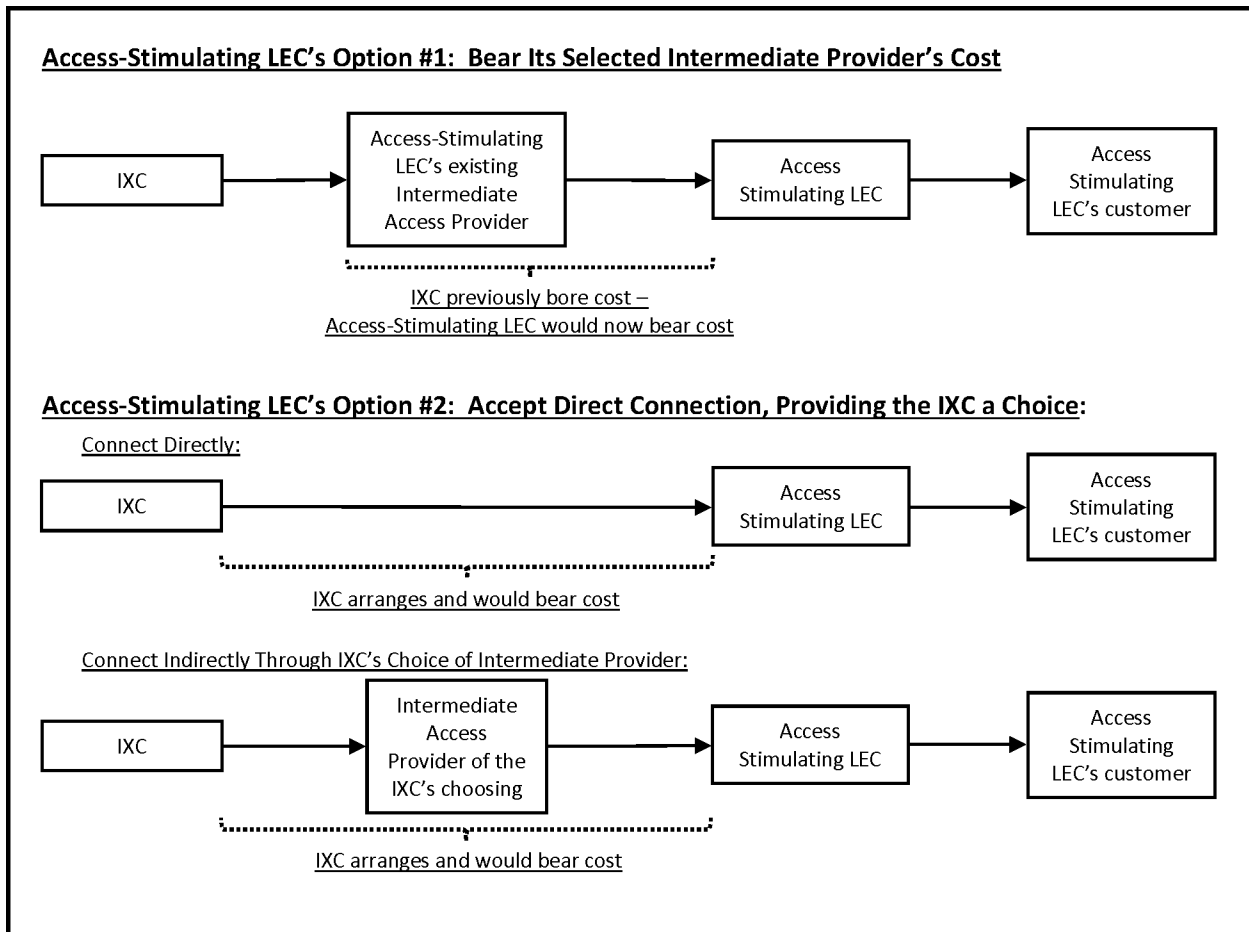 Access-Stimulating LEC's Option #1: Bear Its Selected Intermediate Provider's Cost
IXC
Access-Stimulating
LEC's existing
Intermediate
Access Provider
Access
Stimulating LEC
Access
Stimulating
LEC's customer
IXC previously bore cost –
Access-Stimulating LEC would now bear cost
Access-Stimulating LEC's Option #2: Accept Direct Connection, Providing the IXC a Choice:
Connect Directly:
IXC
Access
Stimulating LEC
Access
Stimulating
LEC's customer
IXC arranges and would bear cost
Connect Indirectly Through IXC's Choice of Intermediate Provider:
IXC
Intermediate
Access
Provider of the
IXC's choosing
Access
Stimulating LEC
Access
Stimulating
LEC's customer
IXC arranges and would bear cost